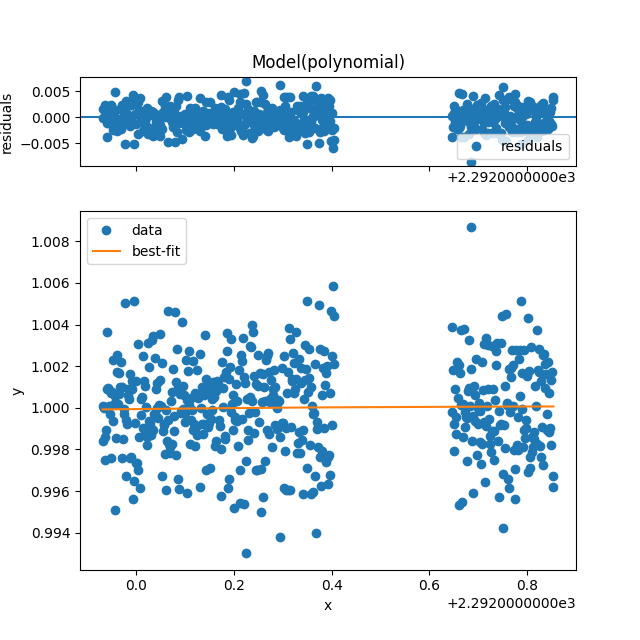 Model(polynomial)
residuals
0.005
0.000
−0.005
residuals
+2.2920000000e3
y
1.008
1.006
1.004
1.002
1.000
0.998
0.996
0.994
data
best-fit
0.0 0.2 0.4 0.6 0.8
x
+2.2920000000e3